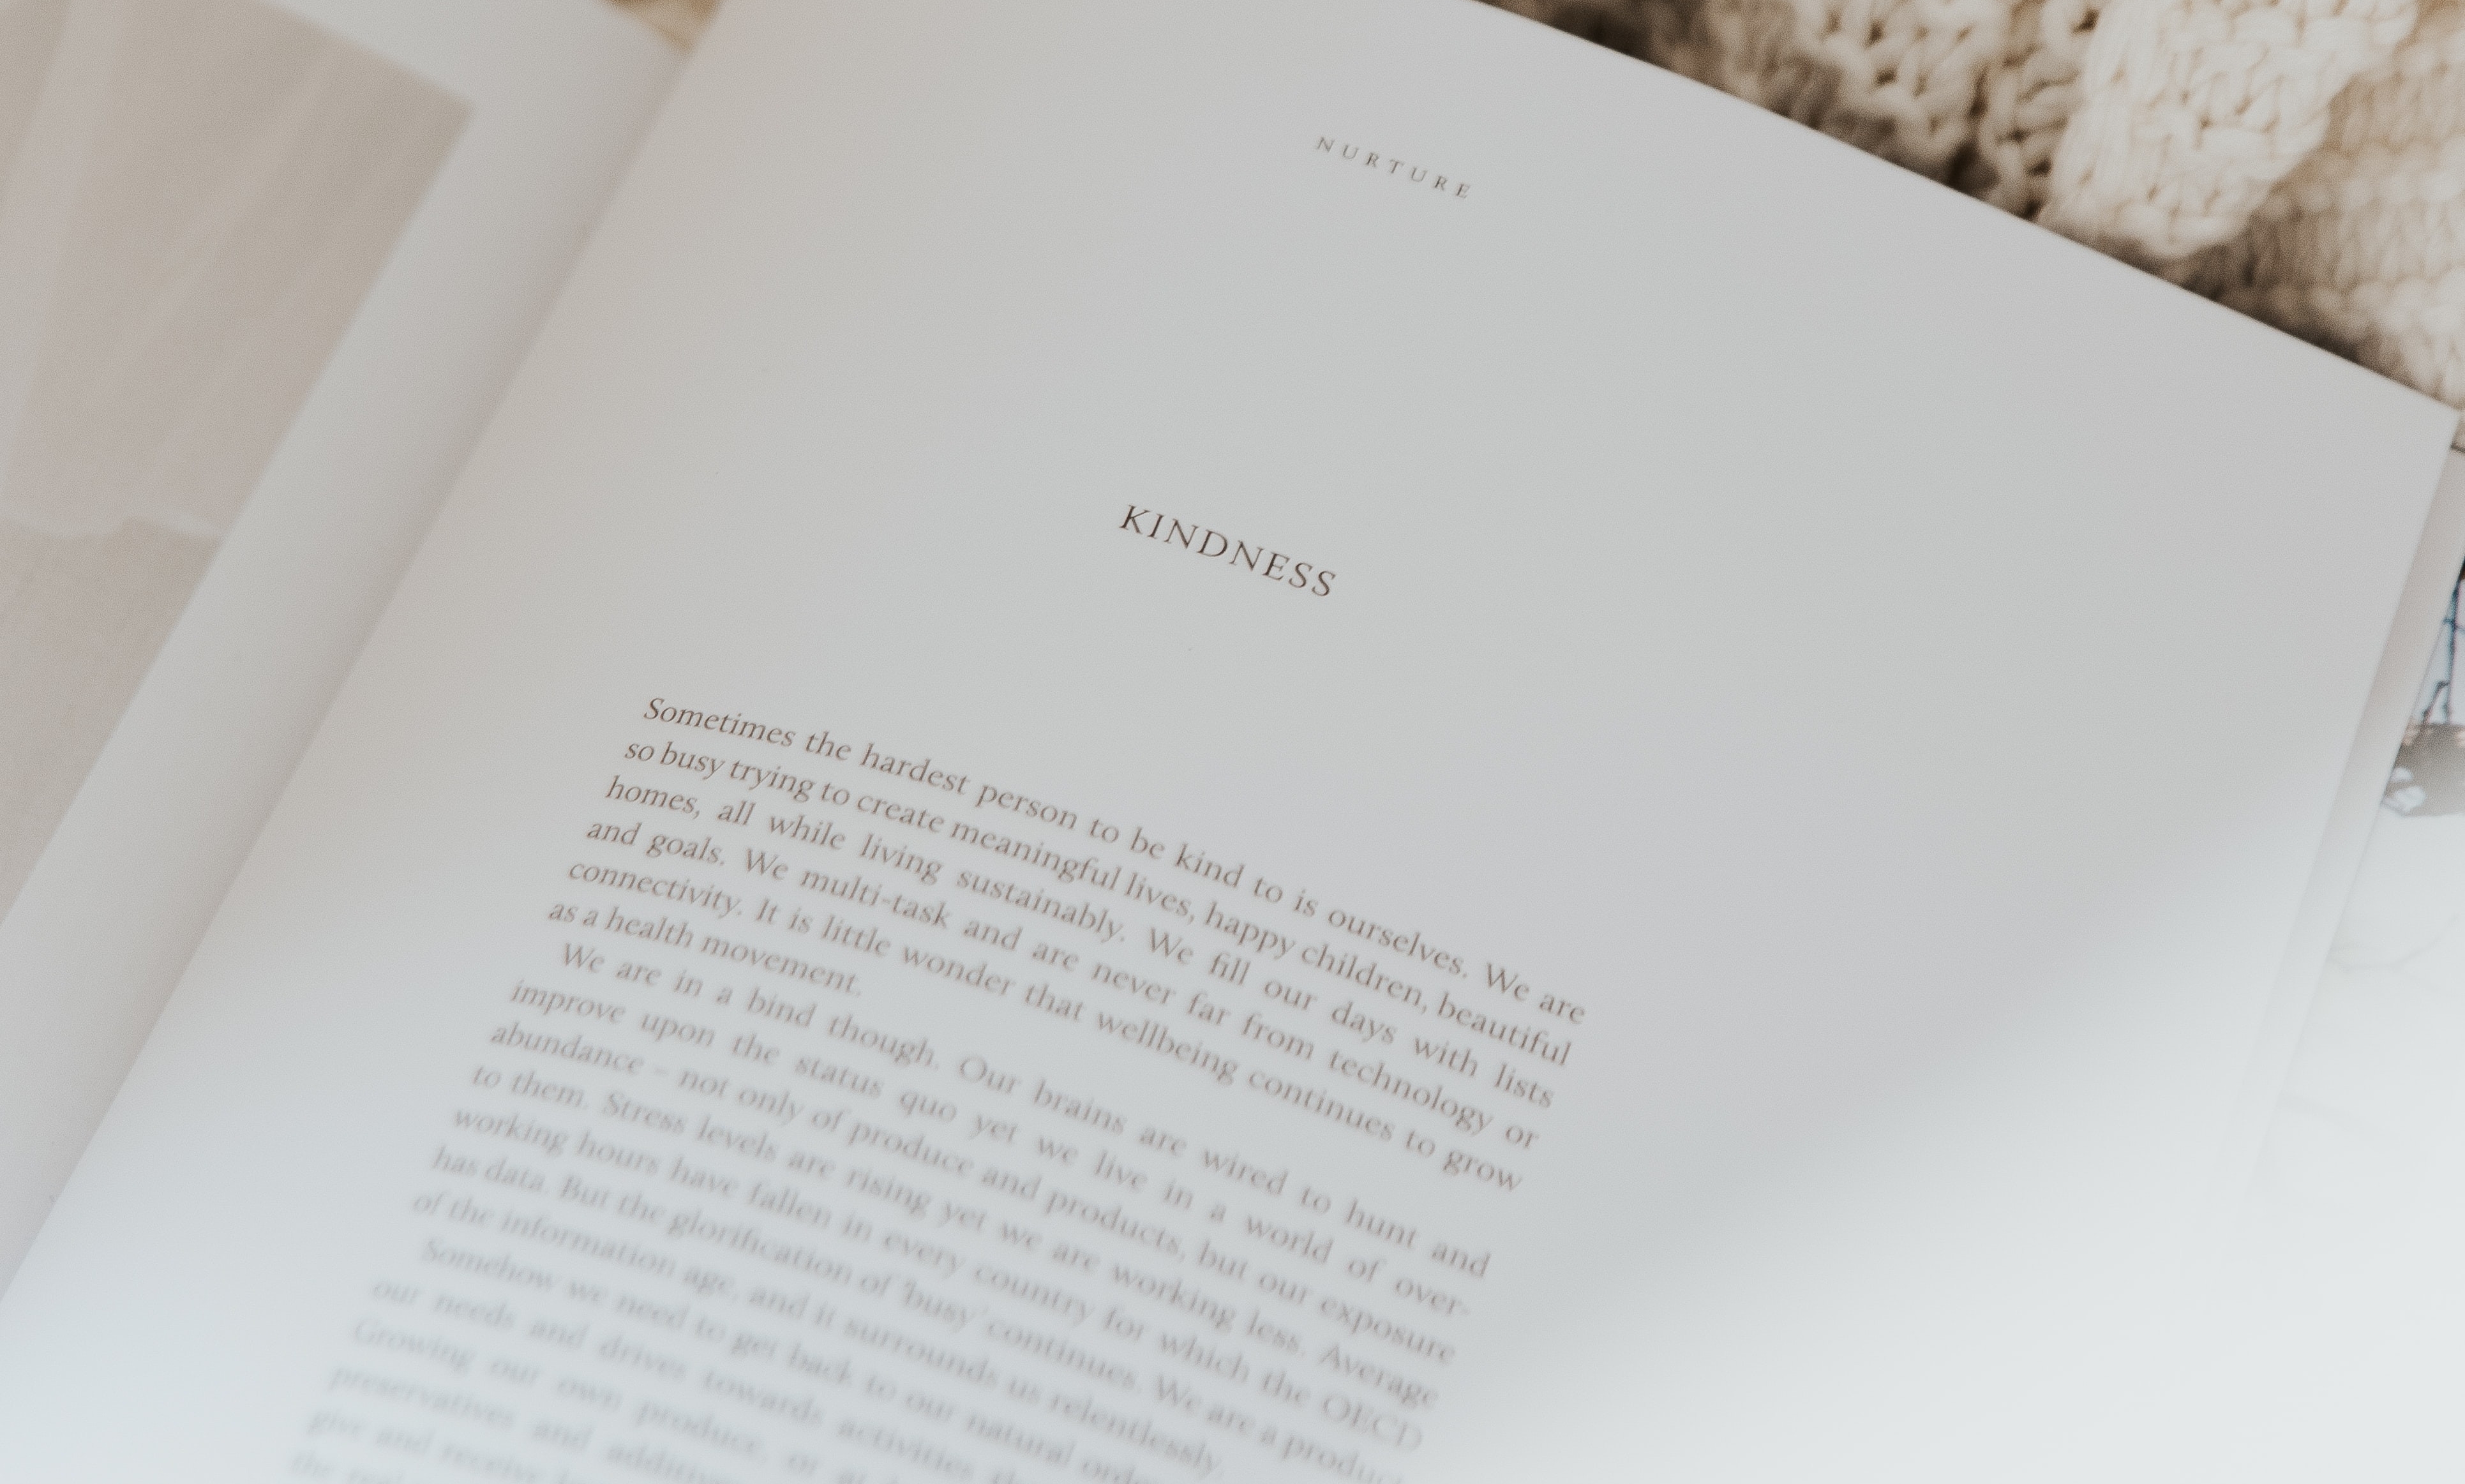 NURTURE
KINDNESS
Sometimes the hardest person to be kind to is ourselves. We are
so busy trying to create meaningful lives, happy children, beautiful
homes, all while living sustainably. We fill our days with lists
and goals. We multi-task and are never far from technology or
connectivity. It is little wonder that wellbeing continues to grow
as a health movement.
We are in a bind though. Our brains are wired to hunt and
improve upon the status quo yet we live in a world of over-
abundance – not only of produce and products, but our exposure
to them. Stress levels are rising yet we are working less. Average
working hours have fallen in every country for which the OECD
has data. But the glorification of 'busy' continues. We are a product
of the information age, and it surrounds us relentlessly.
Somehow we need to get back to our natural
our needs and drives towards activities
Growing our own produce, or
preservatives and
give and receive
the